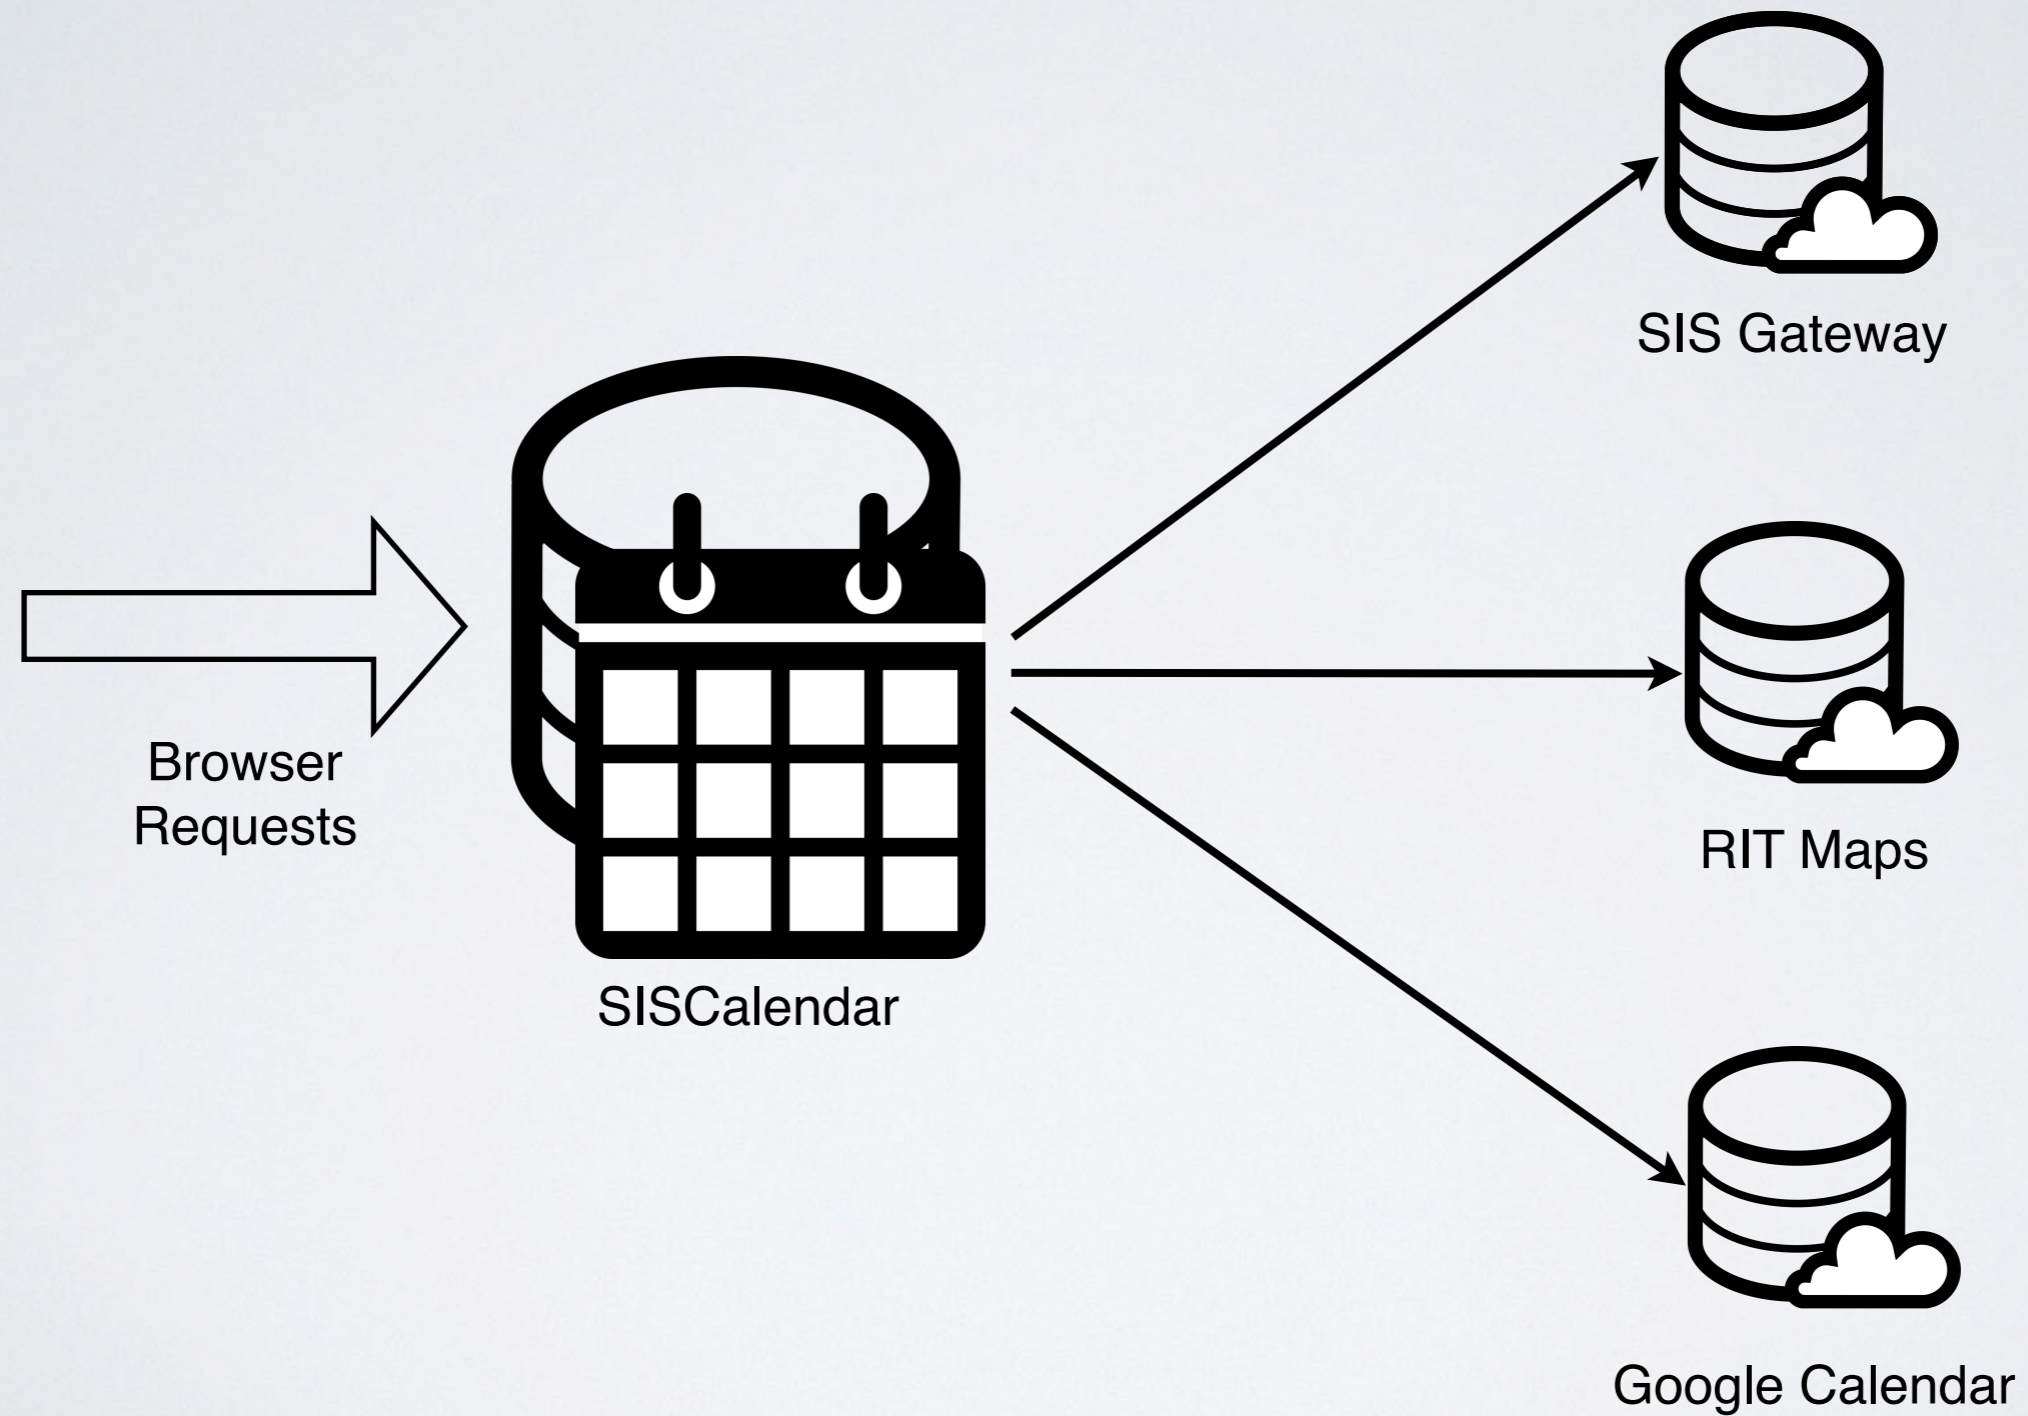 SIS Gateway
Browser
Requests
RIT Maps
SISCalendar
Google Calendar